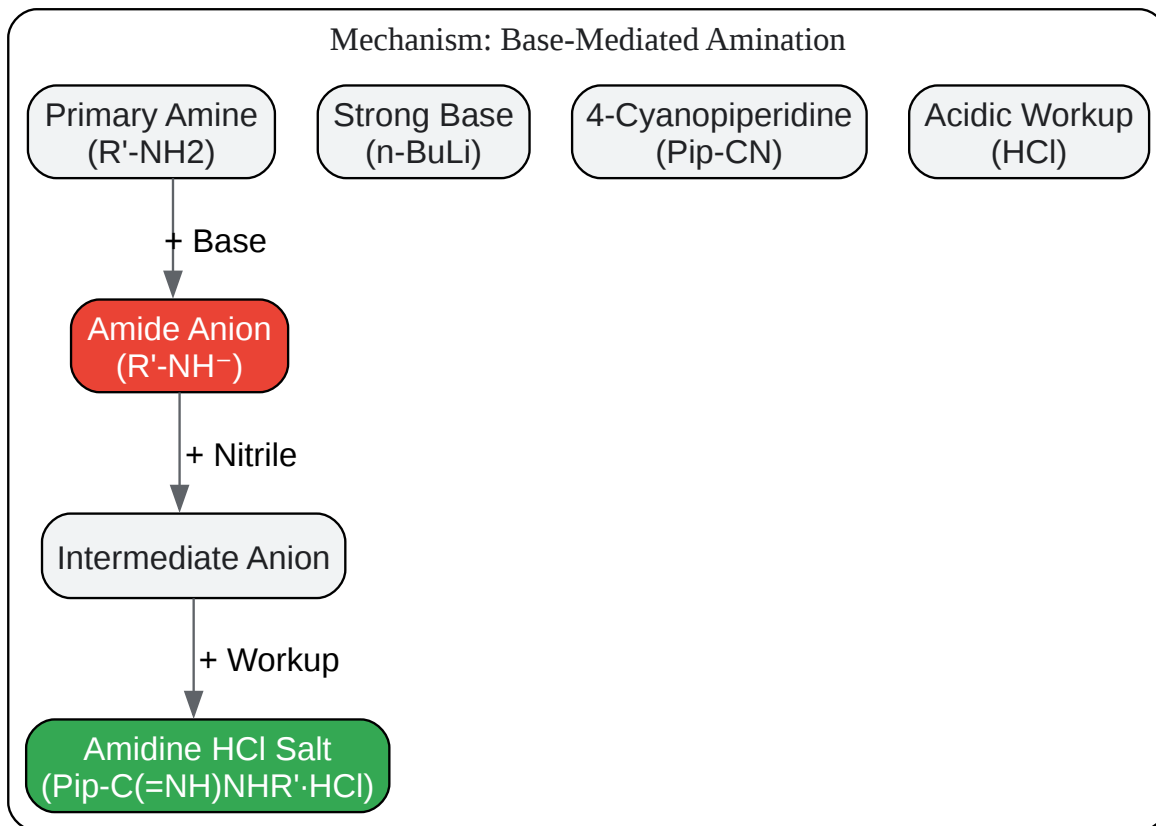 Mechanism: Base-Mediated Amination
Primary Amine
(R'-NH2)
Strong Base
(n-BuLi)
4-Cyanopiperidine
(Pip-CN)
Acidic Workup
(HCl)
+ Base
Amide Anion
(R'-NH⁻)
+ Nitrile
Intermediate Anion
+ Workup
Amidine HCl Salt
(Pip-C(=NH)NHR'·HCl)